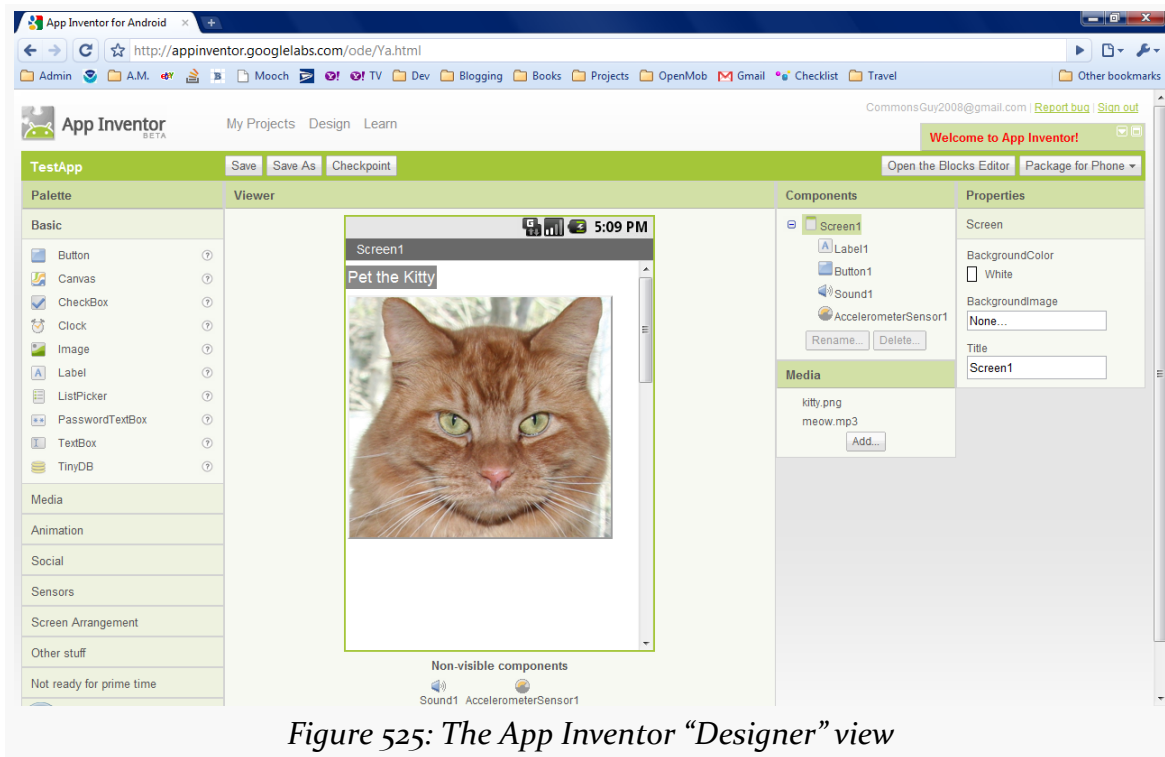 App Inventor for Android
http://appinventor.googlelabs.com/ode/Ya.html
Admin A.M. Mooch TV Dev Blogging Books Projects OpenMob Gmail Checklist Travel Other bookmarks
CommonsGuy2008@gmail.com | Report bug | Sign out
App Inventor
BETA
My Projects Design Learn
Welcome to App Inventor!
TestApp
Save Save As Checkpoint Open the Blocks Editor Package for Phone
Palette
Basic
Button
Canvas
CheckBox
Clock
Image
Label
ListPicker
PasswordTextBox
TextBox
TinyDB
Media
Animation
Social
Sensors
Screen Arrangement
Other stuff
Not ready for prime time
Viewer
5:09 PM
Screen1
Pet the Kitty
Non-visible components
Sound1 AccelerometerSensor1
Components
Screen1
Label1
Button1
Sound1
AccelerometerSensor1
Rename... Delete...
Media
kitty.png
meow.mp3
Add...
Properties
Screen
BackgroundColor
White
BackgroundImage
None...
Title
Screen1
Figure 525: The App Inventor “Designer” view